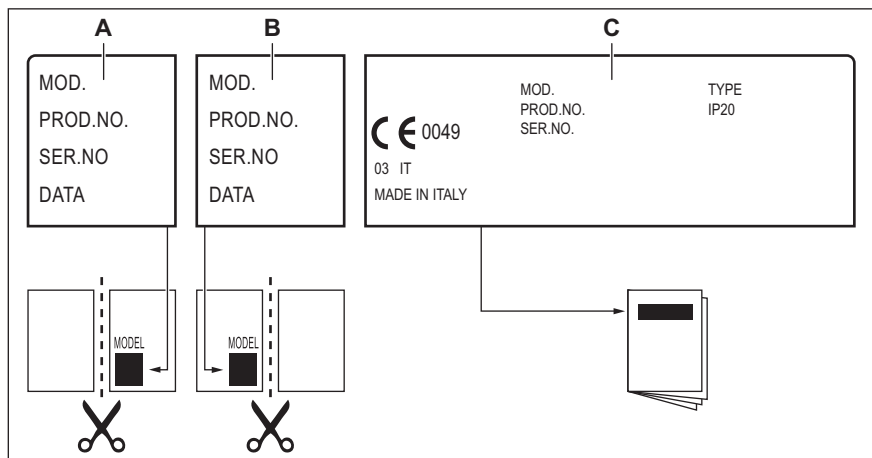 A
B
C
MOD.
PROD.NO.
SER.NO
DATA
MOD.
PROD.NO.
SER.NO
DATA
MOD.
PROD.NO.
SER.NO.
TYPE
IP20
CE 0049
03 IT
MADE IN ITALY
MODEL
MODEL